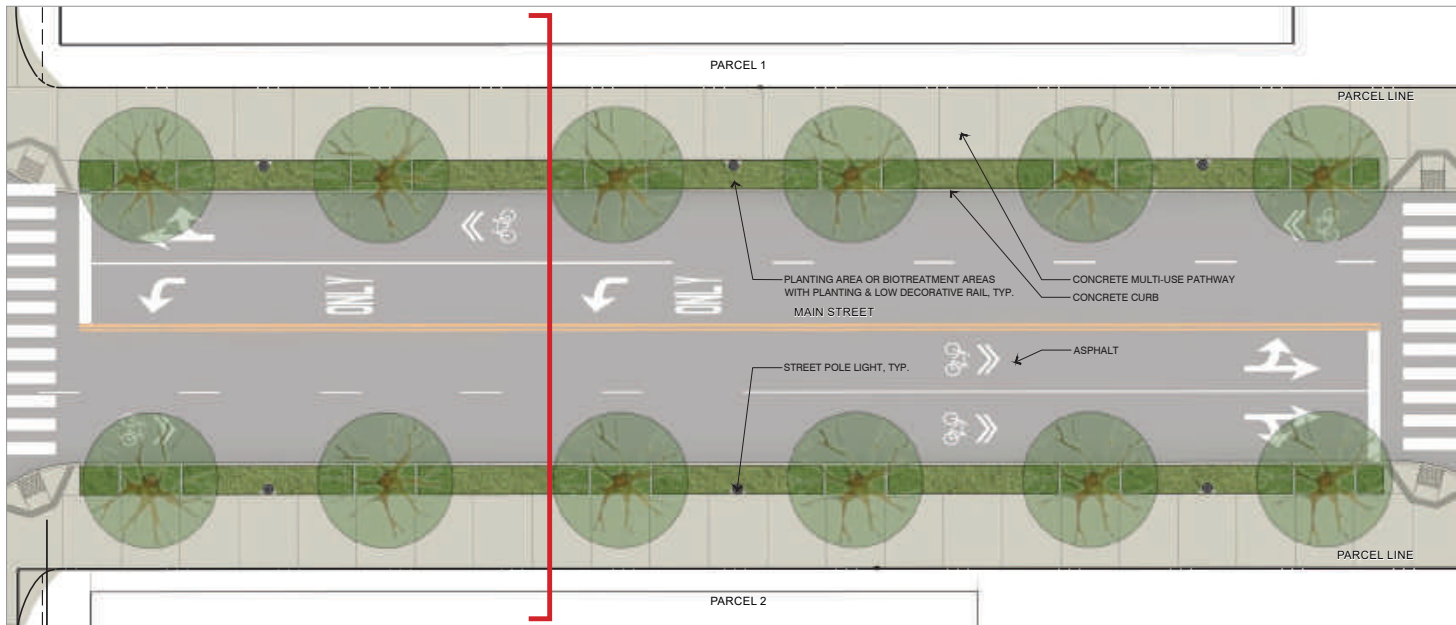 PARCEL 1
PARCEL LINE
ONLY
ONLY
PLANTING AREA OR BIOTREATMENT AREAS
WITH PLANTING & LOW DECORATIVE RAIL, TYP.
CONCRETE MULTI-USE PATHWAY
CONCRETE CURB
MAIN STREET
ASPHALT
STREET POLE LIGHT, TYP.
PARCEL LINE
PARCEL 2